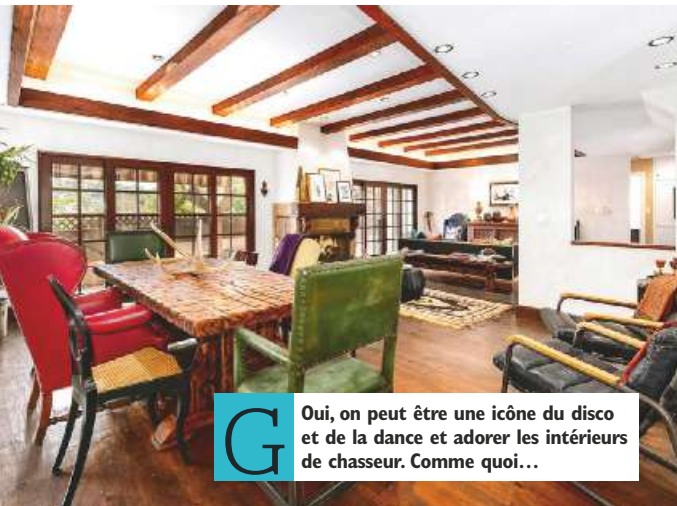 G
Oui, on peut être une icône du disco
et de la dance et adorer les intérieurs
de chasseur. Comme quoi…